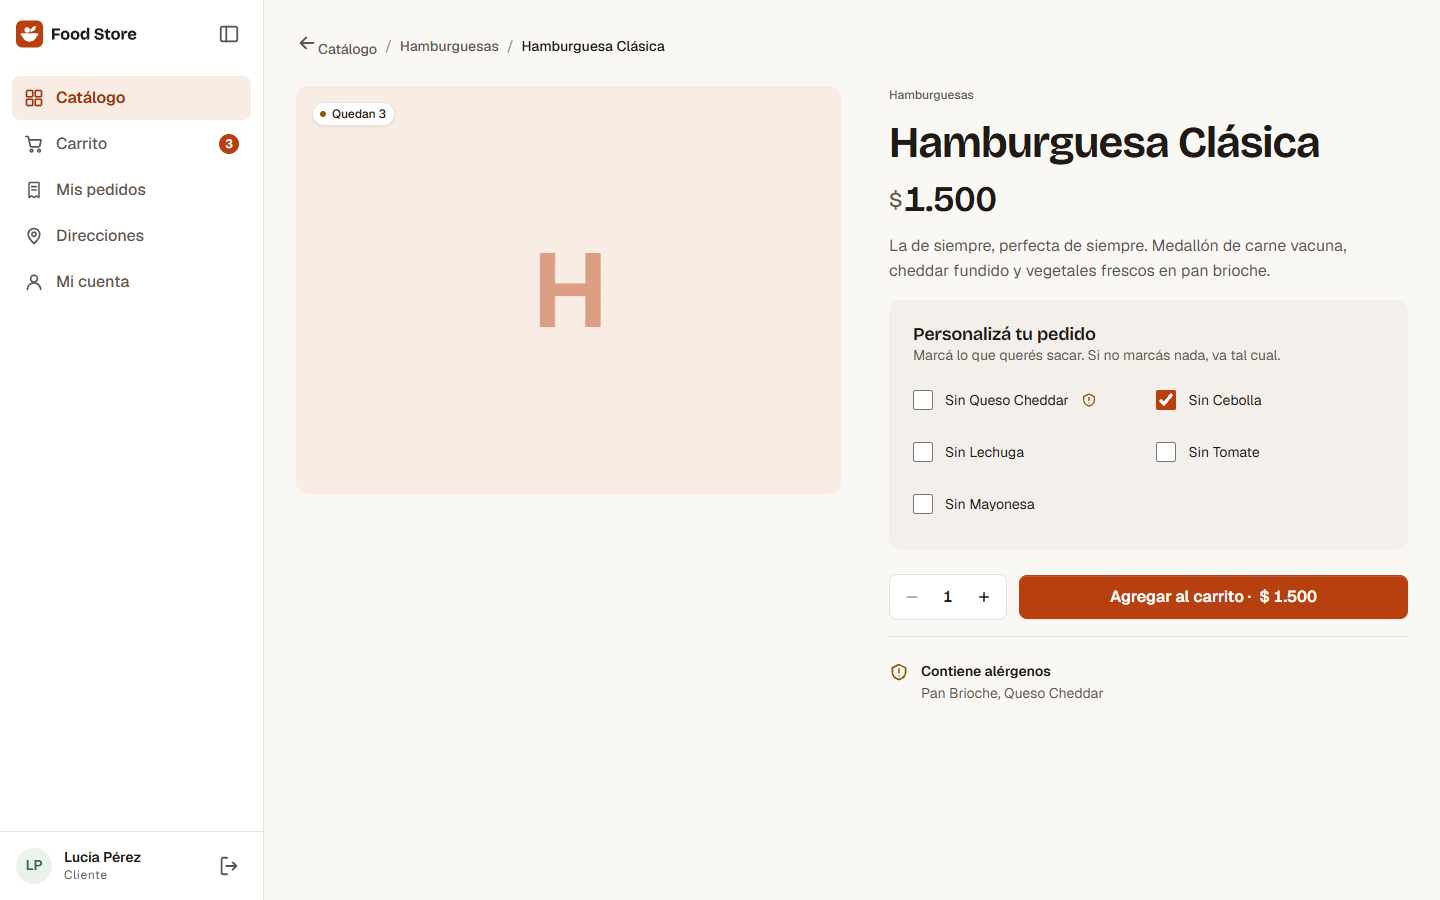 Food Store
Catálogo
Carrito
3
Mis pedidos
Direcciones
Mi cuenta
LP
Lucía Pérez
Cliente
Catálogo / Hamburguesas / Hamburguesa Clásica
Quedan 3
H
Hamburguesas
Hamburguesa Clásica
$1.500
La de siempre, perfecta de siempre. Medallón de carne vacuna,
cheddar fundido y vegetales frescos en pan brioche.
Personalizá tu pedido
Marcá lo que querés sacar. Si no marcás nada, va tal cual.
Sin Queso Cheddar
Sin Cebolla
Sin Lechuga
Sin Tomate
Sin Mayonesa
− 1 +
Agregar al carrito · $ 1.500
Contiene alérgenos
Pan Brioche, Queso Cheddar